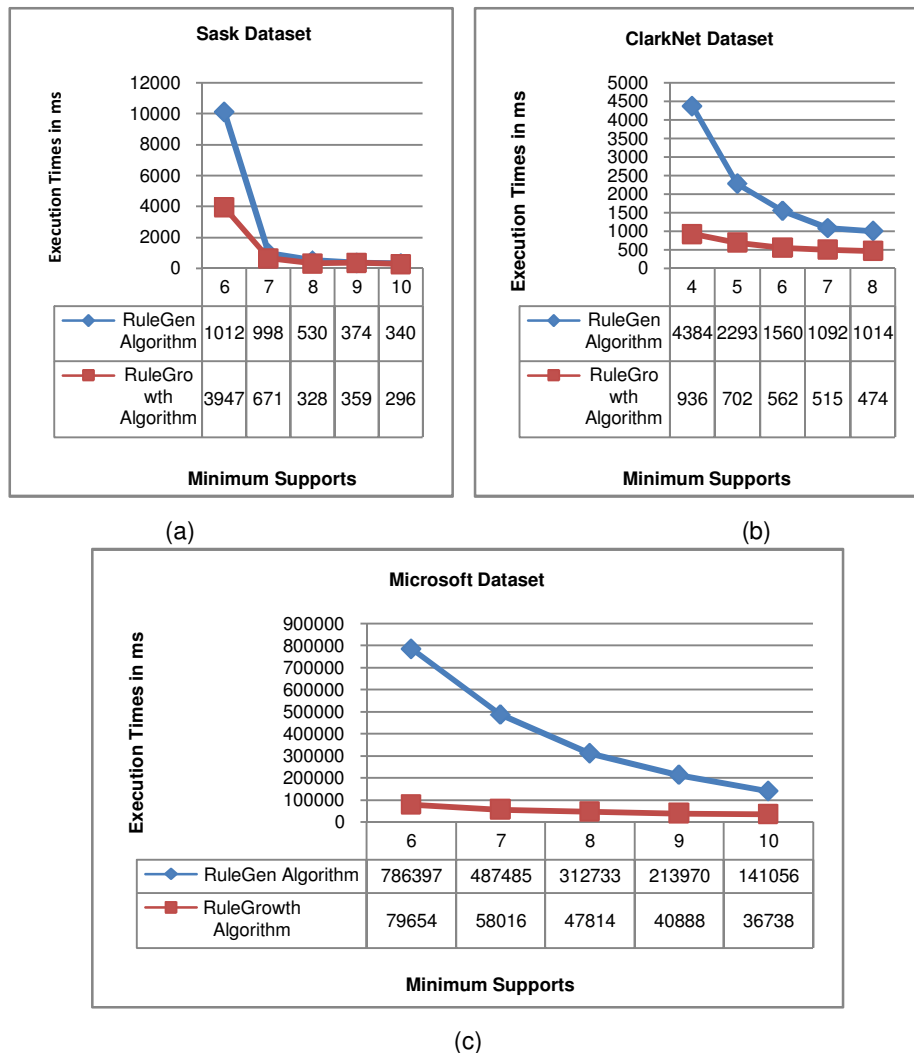 Sask Dataset
Execution Times in ms
12000
10000
8000
6000
4000
2000
0
6 7 8 9 10
RuleGen
Algorithm
1012 998 530 374 340
RuleGro
wth
Algorithm
3947 671 328 359 296
Minimum Supports
(a)
ClarkNet Dataset
Execution Times in ms
5000
4500
4000
3500
3000
2500
2000
1500
1000
500
0
4 5 6 7 8
RuleGen
Algorithm
4384 2293 1560 1092 1014
RuleGro
wth
Algorithm
936 702 562 515 474
Minimum Supports
(b)
Microsoft Dataset
Execution Times in ms
900000
800000
700000
600000
500000
400000
300000
200000
100000
0
6 7 8 9 10
RuleGen Algorithm 786397 487485 312733 213970 141056
RuleGrowth
Algorithm
79654 58016 47814 40888 36738
Minimum Supports
(c)